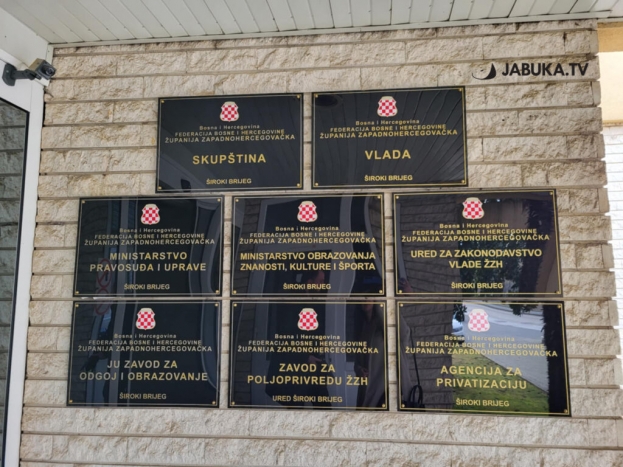 JABUKA.TV
Bosna i Hercegovina
FEDERACIJA BOSNE I HERCEGOVINE
ŽUPANIJA ZAPADNOHERCEGOVAČKA
SKUPŠTINA
ŠIROKI BRIJEG
Bosna i Hercegovina
FEDERACIJA BOSNE I HERCEGOVINE
ŽUPANIJA ZAPADNOHERCEGOVAČKA
VLADA
ŠIROKI BRIJEG
Bosna i Hercegovina
FEDERACIJA BOSNE I HERCEGOVINE
ŽUPANIJA ZAPADNOHERCEGOVAČKA
MINISTARSTVO
PRAVOSUĐA I UPRAVE
ŠIROKI BRIJEG
Bosna i Hercegovina
FEDERACIJA BOSNE I HERCEGOVINE
ŽUPANIJA ZAPADNOHERCEGOVAČKA
MINISTARSTVO OBRAZOVANJA
ZNANOSTI, KULTURE I ŠPORTA
ŠIROKI BRIJEG
Bosna i Hercegovina
FEDERACIJA BOSNE I HERCEGOVINE
ŽUPANIJA ZAPADNOHERCEGOVAČKA
URED ZA ZAKONODAVSTVO
VLADE ŽZH
ŠIROKI BRIJEG
Bosna i Hercegovina
FEDERACIJA BOSNE I HERCEGOVINE
ŽUPANIJA ZAPADNOHERCEGOVAČKA
JU ZAVOD ZA
ODGOJ I OBRAZOVANJE
ŠIROKI BRIJEG
Bosna i Hercegovina
FEDERACIJA BOSNE I HERCEGOVINE
ŽUPANIJA ZAPADNOHERCEGOVAČKA
ZAVOD ZA
POLJOPRIVREDU ŽZH
URED ŠIROKI BRIJEG
Bosna i Hercegovina
FEDERACIJA BOSNE I HERCEGOVINE
ŽUPANIJA ZAPADNOHERCEGOVAČKA
AGENCIJA ZA
PRIVATIZACIJU
ŠIROKI BRIJEG